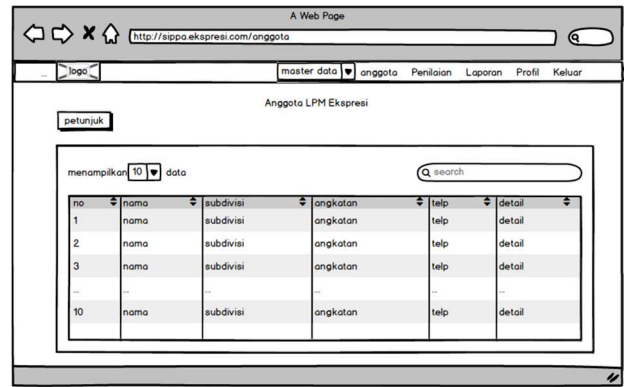 A Web Page
http://sippa.ekspresi.com/anggota
... logo master data anggota Penilaian Laporan Profil Keluar
Anggota LPM Ekspresi
petunjuk
menampilkan 10 data search
no nama subdivisi angkatan telp detail
1 nama subdivisi angkatan telp detail
2 nama subdivisi angkatan telp detail
3 nama subdivisi angkatan telp detail
... ... ... ... ... ...
10 nama subdivisi angkatan telp detail